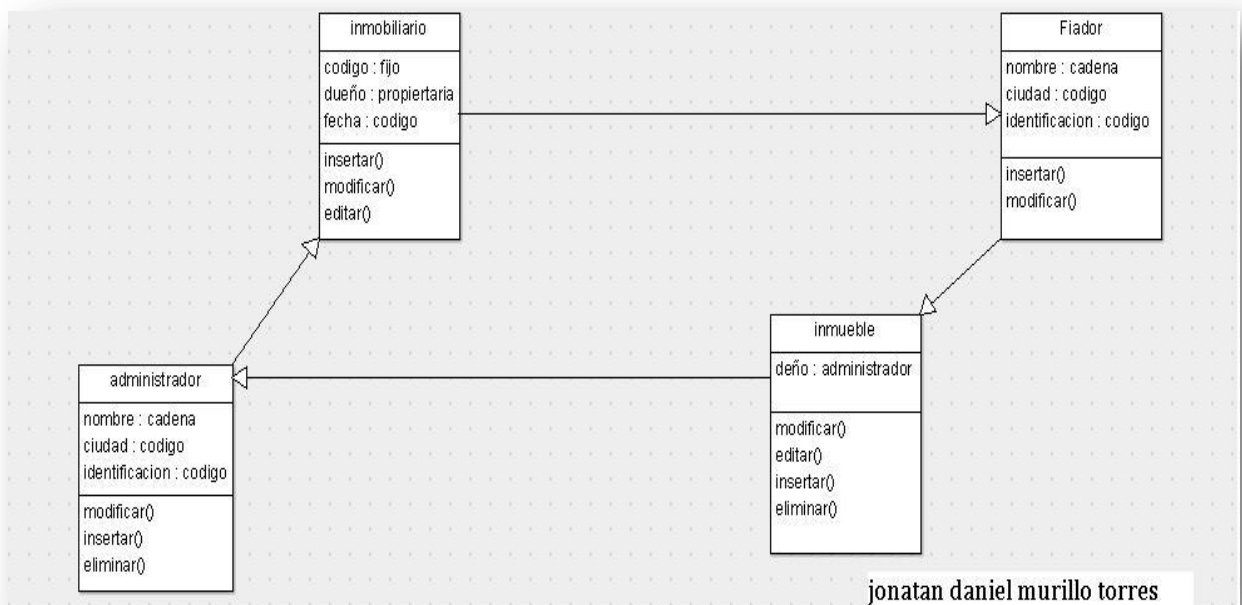 inmobiliario
codigo : fijo
dueño : propiertaria
fecha : codigo
insertar()
modificar()
editar()
Fiador
nombre : cadena
ciudad : codigo
identificacion : codigo
insertar()
modificar()
administrador
nombre : cadena
ciudad : codigo
identificacion : codigo
modificar()
insertar()
eliminar()
inmueble
deño : administrador
modificar()
editar()
insertar()
eliminar()
jonatan daniel murillo torres